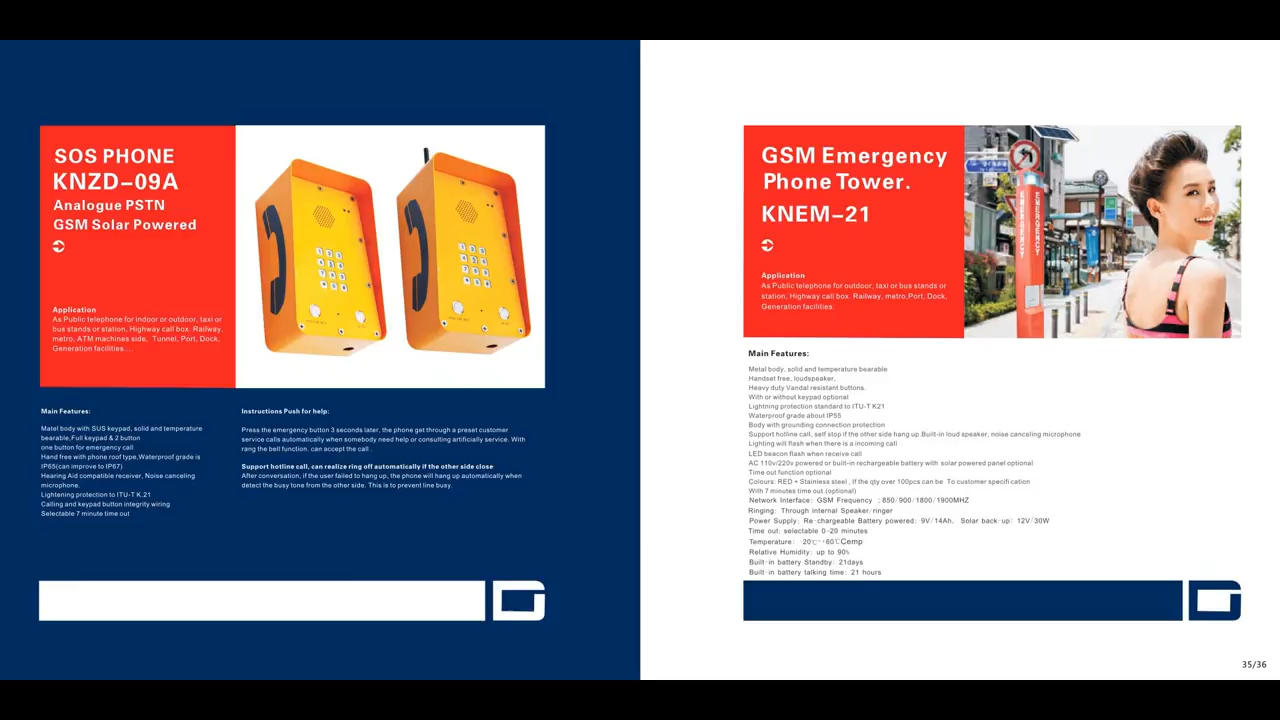 SOS PHONE
KNZD-09A
Analogue PSTN
GSM Solar Powered
Application
As Public telephone for indoor or outdoor, taxi or
bus stands or station, Highway call box. Railway,
metro, ATM machines side, Tunnel, Port, Dock,
Generation facilities....
Main Features:
Matel body with SUS keypad, solid and temperature
bearable,Full keypad & 2 button
one button for emergency call
Hand free with phone roof type,Waterproof grade is
IP65(can improve to IP67)
Hearing Aid compatible receiver, Noise canceling
microphone.
Lightening protection to ITU-T K.21
Calling and keypad button integrity wiring
Selectable 7 minute time out
Instructions Push for help:
Press the emergency button 3 seconds later, the phone get through a preset customer
service calls automatically when somebody need help or consulting artificially service. With
rang the bell function. can accept the call .
Support hotline call, can realize ring off automatically if the other side close
After conversation, if the user failed to hang up, the phone will hang up automatically when
detect the busy tone from the other side. This is to prevent line busy.
GSM Emergency
Phone Tower.
KNEM-21
Application
As Public telephone for outdoor, taxi or bus stands or
station, Highway call box. Railway, metro,Port, Dock,
Generation facilities.
EMERGENCY
EMERGENCY
Main Features:
Metal body, solid and temperature bearable
Handset free, loudspeaker,
Heavy duty Vandal resistant buttons.
With or without keypad optional
Lightning protection standard to ITU-T K21
Waterproof grade about IP55
Body with grounding connection protection
Support hotline call, self stop if the other side hang up.Built-in loud speaker, noise canceling microphone
Lighting will flash when there is a incoming call
LED beacon flash when receive call
AC 110v/220v powered or built-in rechargeable battery with solar powered panel optional
Time out function optional
Colours: RED + Stainless steel , If the qty over 100pcs can be To customer specifi cation
With 7 minutes time out.(optional)
Network Interface: GSM Frequency : 850/900/1800/1900MHZ
Ringing: Through internal Speaker/ringer
Power Supply: Re-chargeable Battery powered: 9V/14Ah, Solar back-up: 12V/30W
Time out: selectable 0-20 minutes
Temperature: -20℃-+60℃Cemp
Relative Humidity: up to 90%
Built-in battery Standby: 21days
Built-in battery talking time: 21 hours
35/36